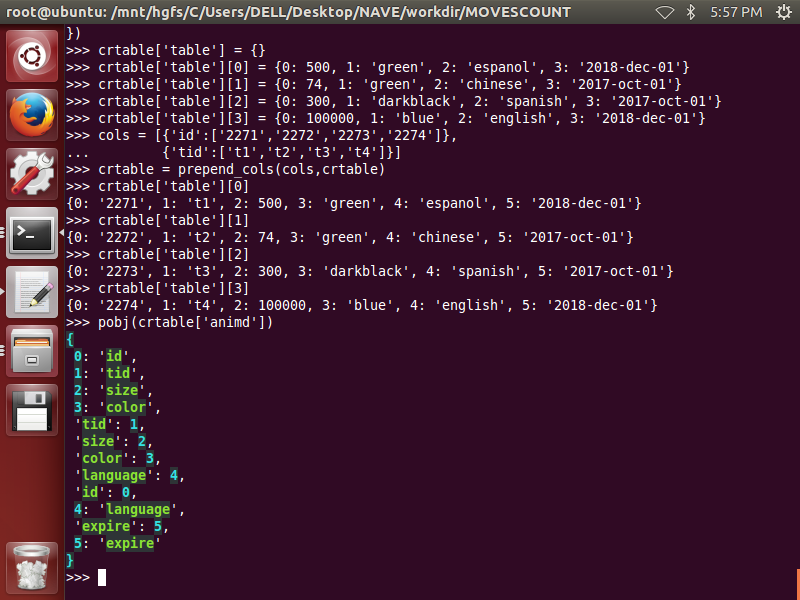 root@ubuntu: /mnt/hgfs/C/Users/DELL/Desktop/NAVE/workdir/MOVESCOUNT 5:57 PM
})
>>> crtable['table'] = {}
>>> crtable['table'][0] = {0: 500, 1: 'green', 2: 'espanol', 3: '2018-dec-01'}
>>> crtable['table'][1] = {0: 74, 1: 'green', 2: 'chinese', 3: '2017-oct-01'}
>>> crtable['table'][2] = {0: 300, 1: 'darkblack', 2: 'spanish', 3: '2017-oct-01'}
>>> crtable['table'][3] = {0: 100000, 1: 'blue', 2: 'english', 3: '2018-dec-01'}
>>> cols = [{'id':['2271','2272','2273','2274']},
...         {'tid':['t1','t2','t3','t4']}]
>>> crtable = prepend_cols(cols,crtable)
>>> crtable['table'][0]
{0: '2271', 1: 't1', 2: 500, 3: 'green', 4: 'espanol', 5: '2018-dec-01'}
>>> crtable['table'][1]
{0: '2272', 1: 't2', 2: 74, 3: 'green', 4: 'chinese', 5: '2017-oct-01'}
>>> crtable['table'][2]
{0: '2273', 1: 't3', 2: 300, 3: 'darkblack', 4: 'spanish', 5: '2017-oct-01'}
>>> crtable['table'][3]
{0: '2274', 1: 't4', 2: 100000, 3: 'blue', 4: 'english', 5: '2018-dec-01'}
>>> pobj(crtable['animd'])
{
 0: 'id',
 1: 'tid',
 2: 'size',
 3: 'color',
 'tid': 1,
 'size': 2,
 'color': 3,
 'language': 4,
 'id': 0,
 4: 'language',
 'expire': 5,
 5: 'expire'
}
>>>